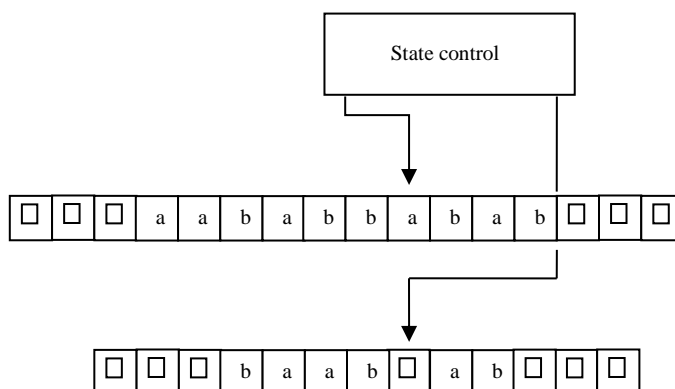 State control
□ □ □ a a b a b b a b a b □ □ □
□ □ □ b a a b □ a b □ □ □